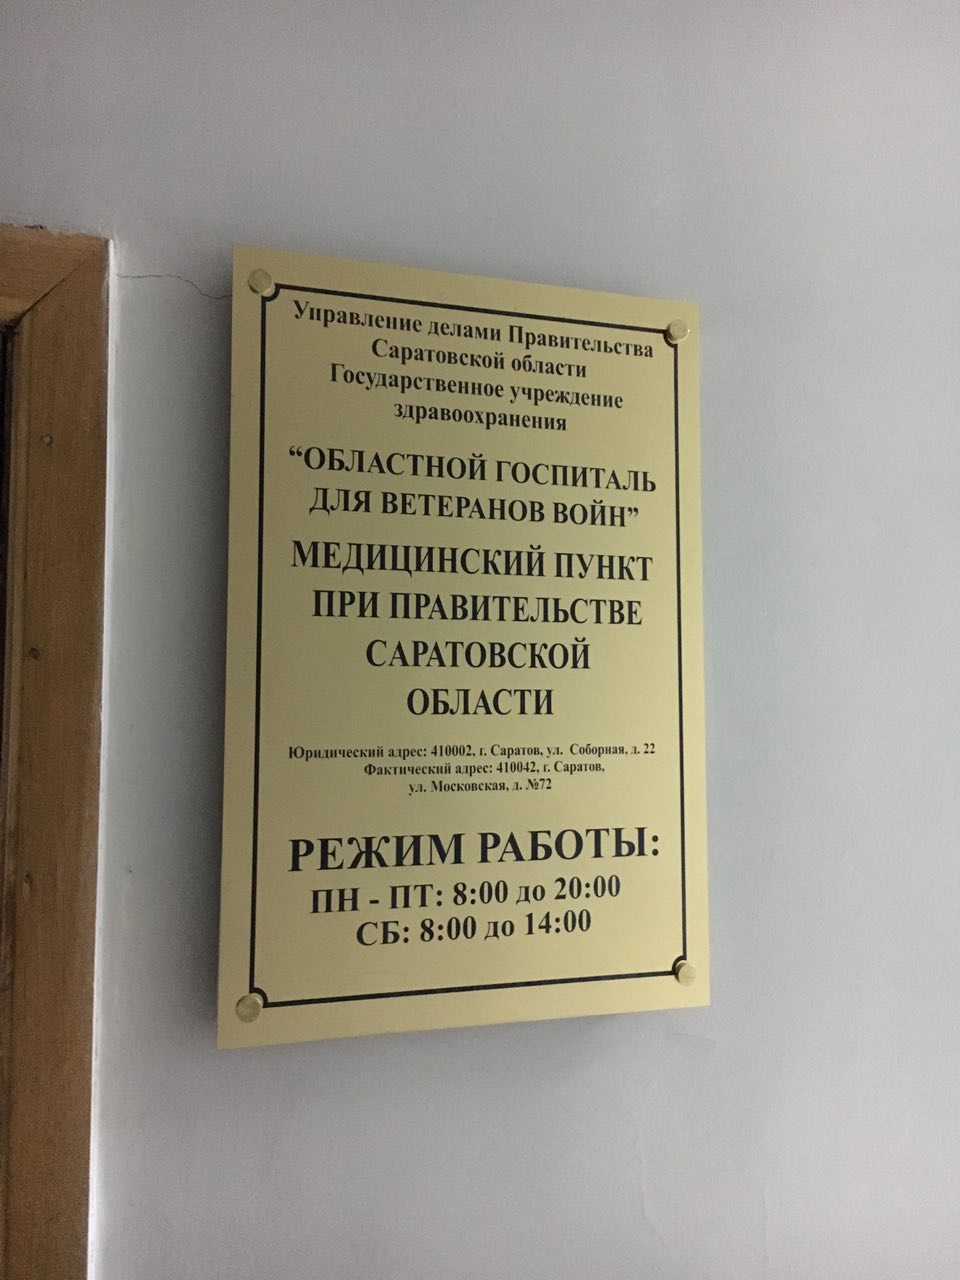 Управление делами Правительства
Саратовской области
Государственное учреждение
здравоохранения
“ОБЛАСТНОЙ ГОСПИТАЛЬ
ДЛЯ ВЕТЕРАНОВ ВОЙН”
МЕДИЦИНСКИЙ ПУНКТ
ПРИ ПРАВИТЕЛЬСТВЕ
САРАТОВСКОЙ
ОБЛАСТИ
Юридический адрес: 410002, г. Саратов, ул. Соборная, д. 22
Фактический адрес: 410042, г. Саратов,
ул. Московская, д. №72
РЕЖИМ РАБОТЫ:
ПН - ПТ: 8:00 до 20:00
СБ: 8:00 до 14:00